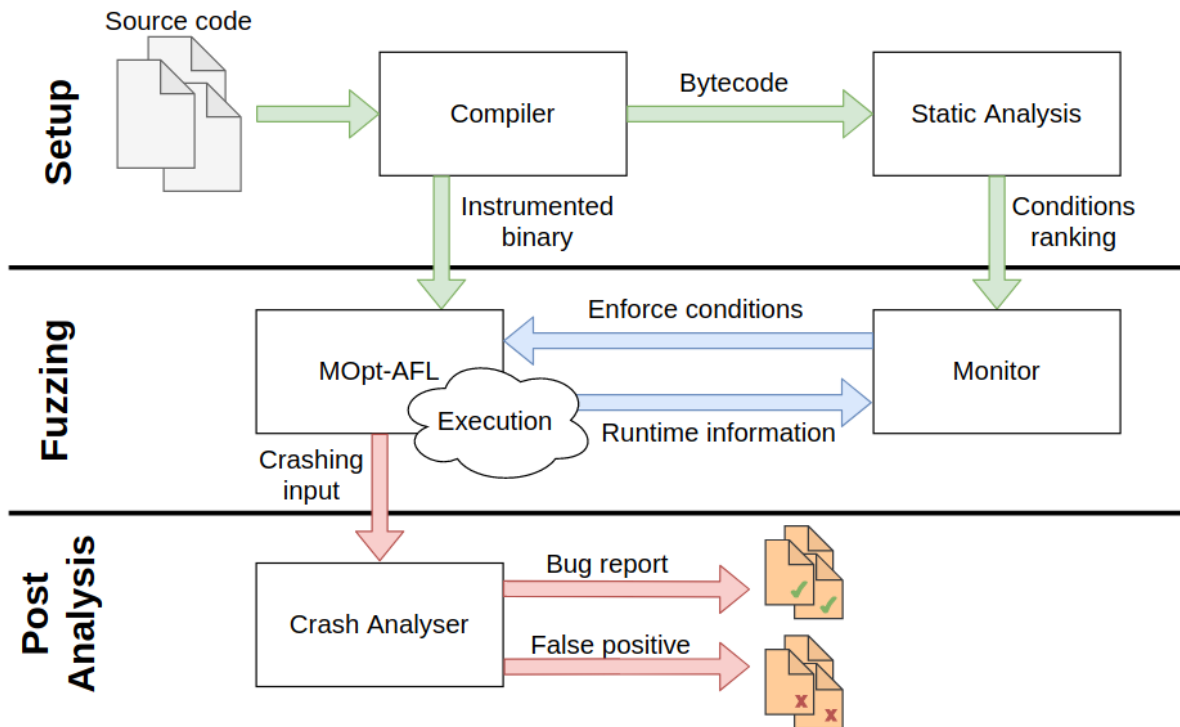 Source code
Setup
Compiler
Bytecode
Static Analysis
Instrumented
binary
Conditions
ranking
Fuzzing
MOpt-AFL
Execution
Enforce conditions
Runtime information
Monitor
Crashing
input
Post
Analysis
Crash Analyser
Bug report
False positive
x
x